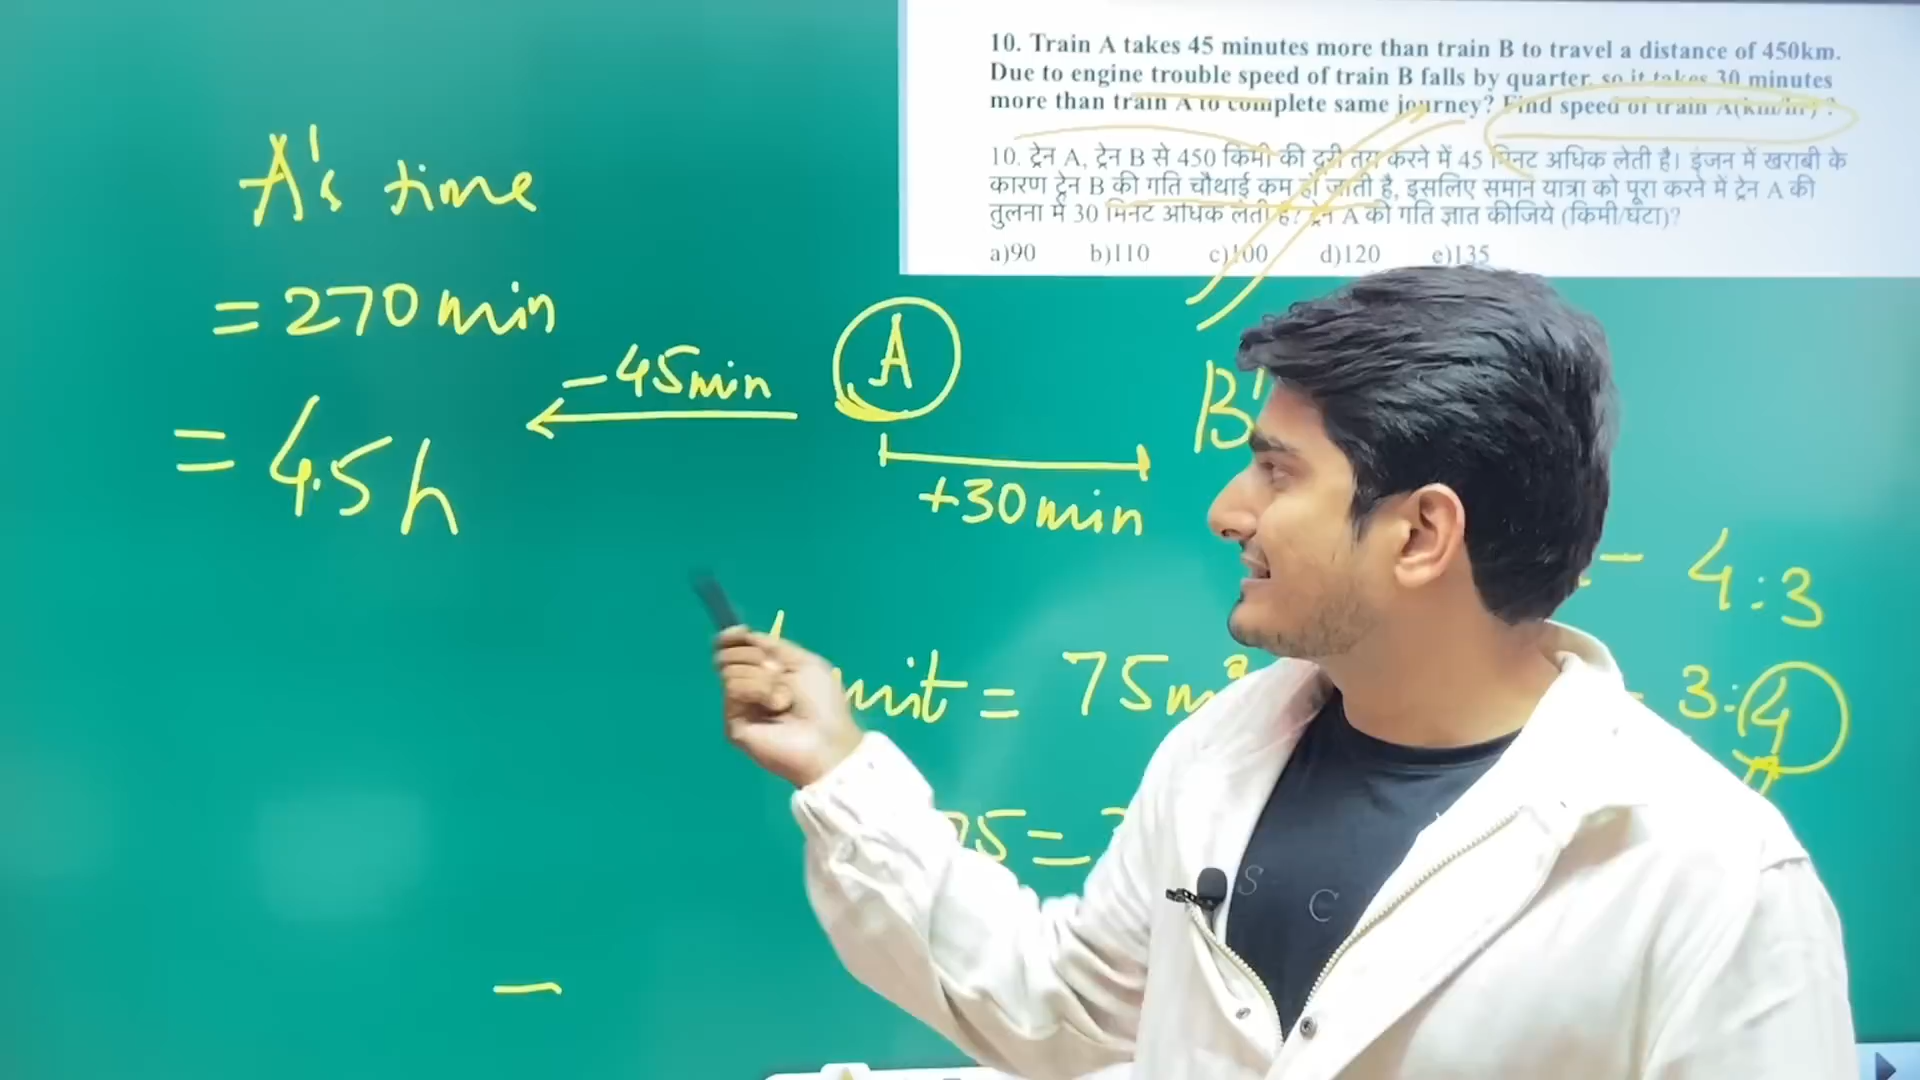 10. Train A takes 45 minutes more than train B to travel a distance of 450km.
Due to engine trouble speed of train B falls by quarter, so it takes 30 minutes
more than train A to complete same journey? Find speed of train A(km/hr) ?
10. ट्रेन A, ट्रेन B से 450 किमी की दूरी तय करने में 45 मिनट अधिक लेती है। इंजन में खराबी के
कारण ट्रेन B की गति चौथाई कम हो जाती है, इसलिए समान यात्रा को पूरा करने में ट्रेन A की
तुलना में 30 मिनट अधिक लेती है? ट्रेन A की गति ज्ञात कीजिये (किमी/घंटा)?
a)90 b)110 c)100 d)120 e)135
A's time
= 270 min
= 4.5 h
-45min
A
+30 min
B'
4:3
unit = 75
3:4
75=
S C